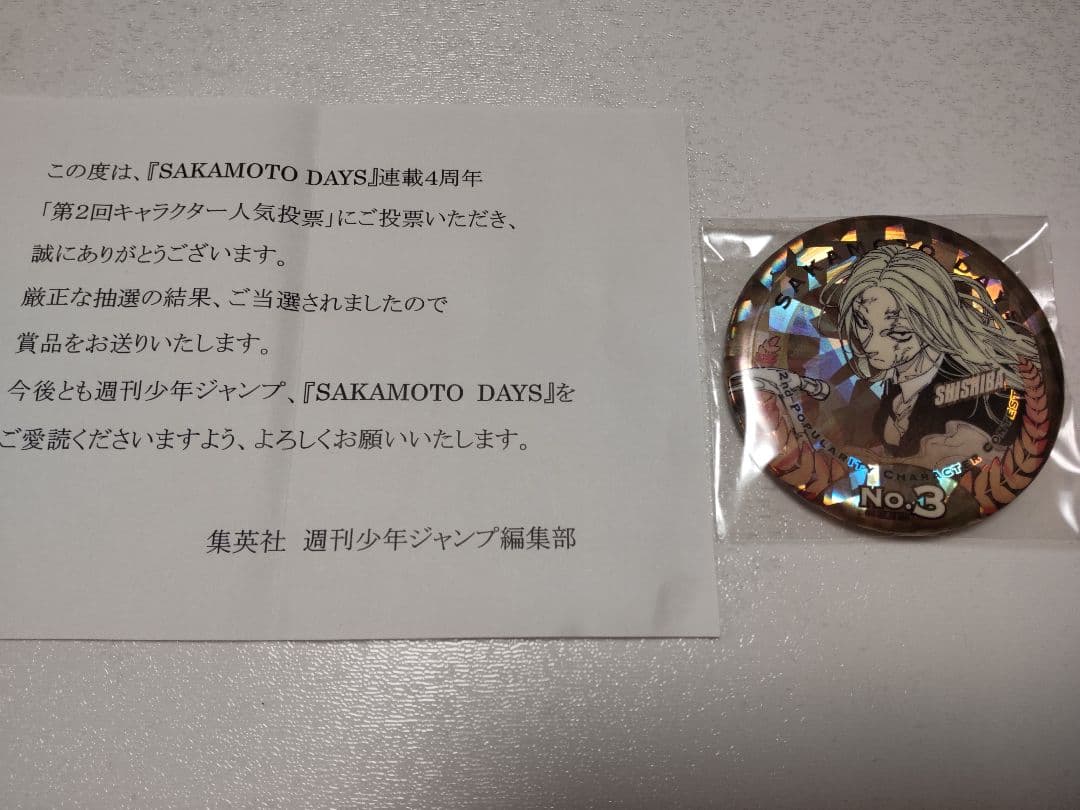 この度は、『SAKAMOTO DAYS』連載4周年
「第2回キャラクター人気投票」にご投票いただき、
誠にありがとうございます。
厳正な抽選の結果、ご当選されましたので
賞品をお送りいたします。
今後とも週刊少年ジャンプ、『SAKAMOTO DAYS』を
ご愛読くださいますよう、よろしくお願いいたします。
集英社 週刊少年ジャンプ編集部
SAKAMOTO DAYS
SHISHIBA
2nd POPULARITY CHARACTER CONTEST
No.3